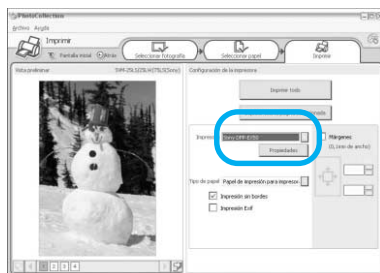 PhotoCollection
Archivo Ayuda
Imprimir
Pantalla inicial Atrás
Seleccionar fotografía
Seleccionar papel
Imprimir
Vista preliminar
Configuración de la impresora
Imprimir todo
Impresora Sony DPP-EX50
Propiedades
Márgenes
Tipo de papel Papel de impresión para impresor
Impresión sin bordes
Impresión Exif
1 2 3 4